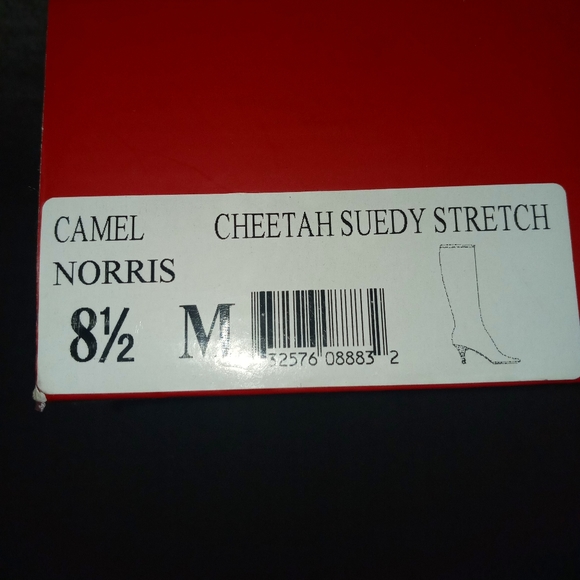 CAMEL CHEETAH SUEDY STRETCH
NORRIS
8½ M
32576 08883 2